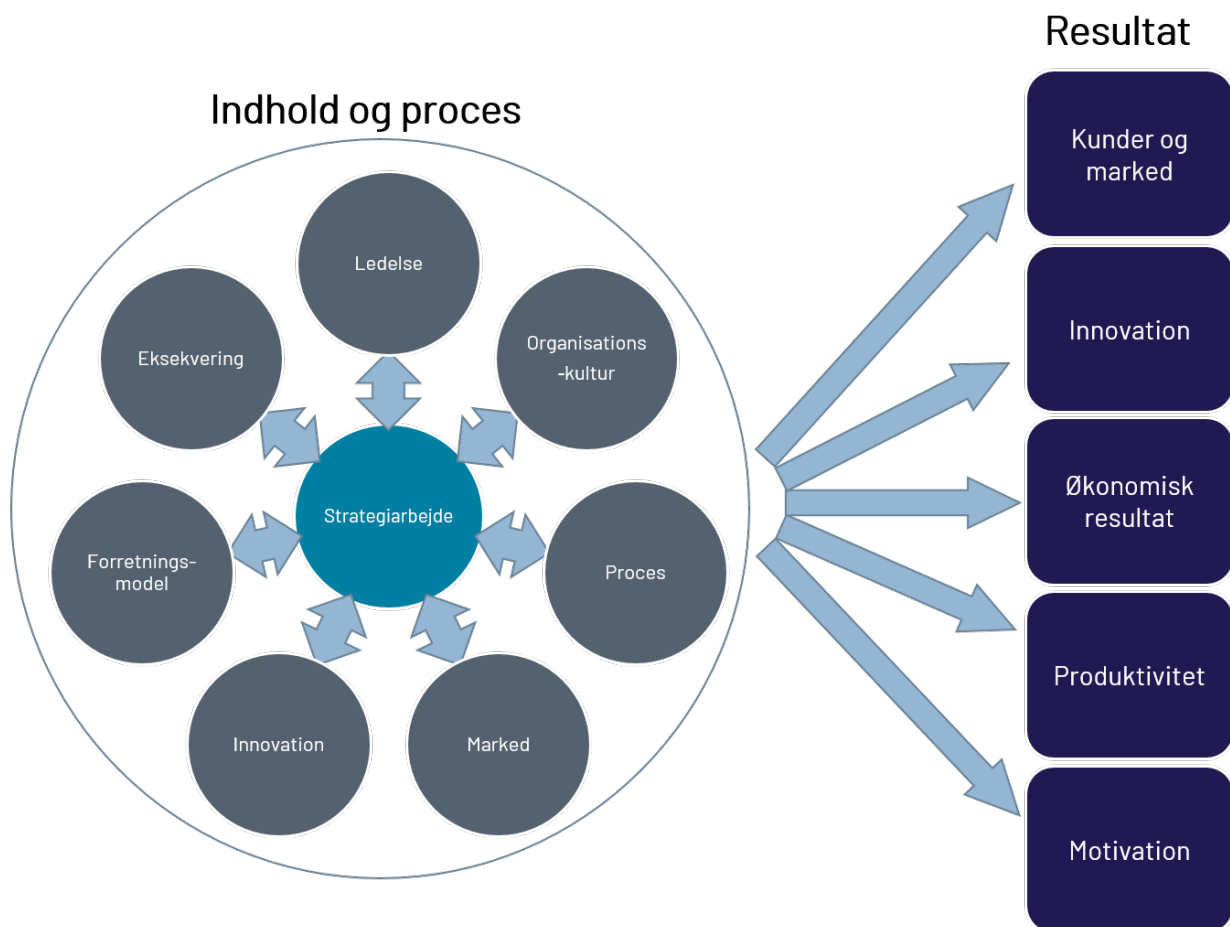 Indhold og proces
Ledelse
Organisations
-kultur
Proces
Marked
Innovation
Forretnings-
model
Eksekvering
Strategiarbejde
Resultat
Kunder og
marked
Innovation
Økonomisk
resultat
Produktivitet
Motivation